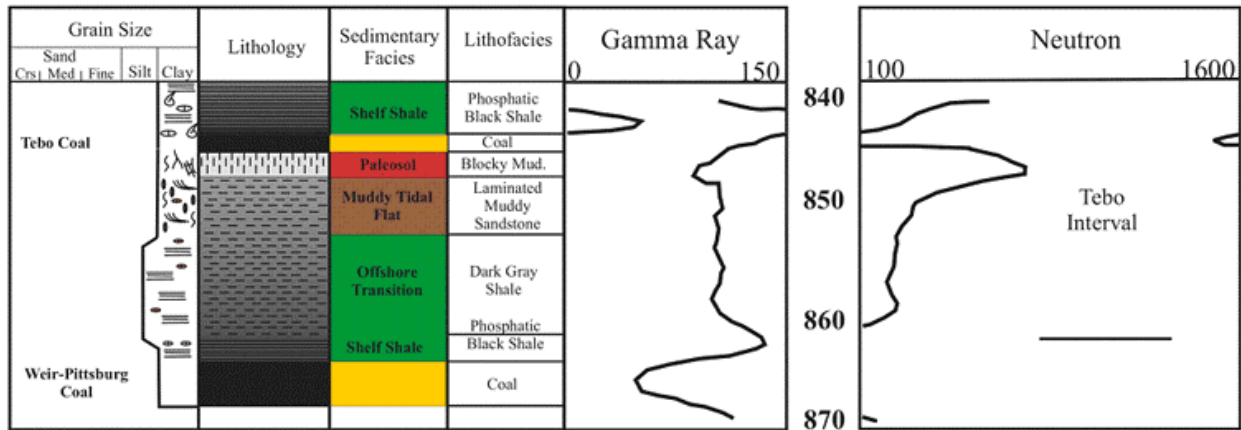 Grain Size
Sand
Crs Med Fine Silt Clay
Lithology
Sedimentary
Facies
Lithofacies
Gamma Ray
0 150
Neutron
100 1600
Tebo Coal
Weir-Pittsburg
Coal
Shelf Shale
Paleosol
Muddy Tidal
Flat
Offshore
Transition
Shelf Shale
Phosphatic
Black Shale
Coal
Blocky Mud.
Laminated
Muddy
Sandstone
Dark Gray
Shale
Phosphatic
Black Shale
Coal
840
850
860
870
Tebo
Interval